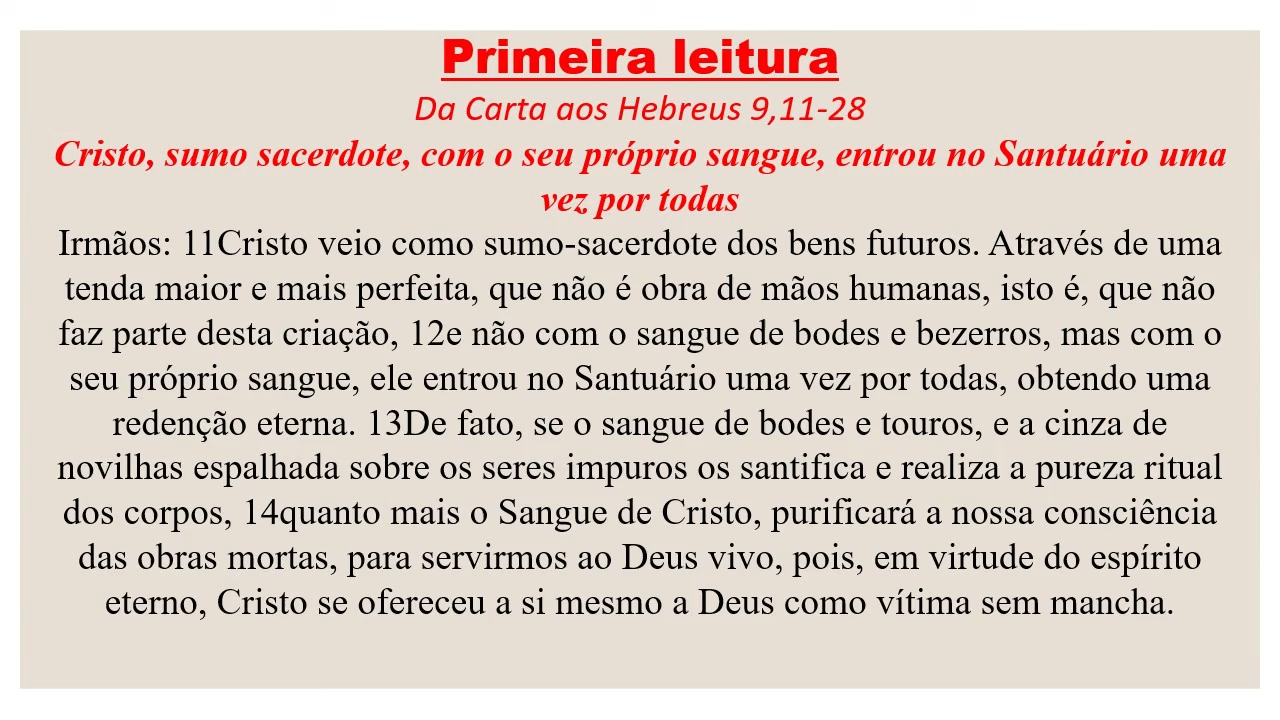 Primeira leitura
Da Carta aos Hebreus 9,11-28
Cristo, sumo sacerdote, com o seu próprio sangue, entrou no Santuário uma
vez por todas
Irmãos: 11Cristo veio como sumo-sacerdote dos bens futuros. Através de uma
tenda maior e mais perfeita, que não é obra de mãos humanas, isto é, que não
faz parte desta criação, 12e não com o sangue de bodes e bezerros, mas com o
seu próprio sangue, ele entrou no Santuário uma vez por todas, obtendo uma
redenção eterna. 13De fato, se o sangue de bodes e touros, e a cinza de
novilhas espalhada sobre os seres impuros os santifica e realiza a pureza ritual
dos corpos, 14quanto mais o Sangue de Cristo, purificará a nossa consciência
das obras mortas, para servirmos ao Deus vivo, pois, em virtude do espírito
eterno, Cristo se ofereceu a si mesmo a Deus como vítima sem mancha.